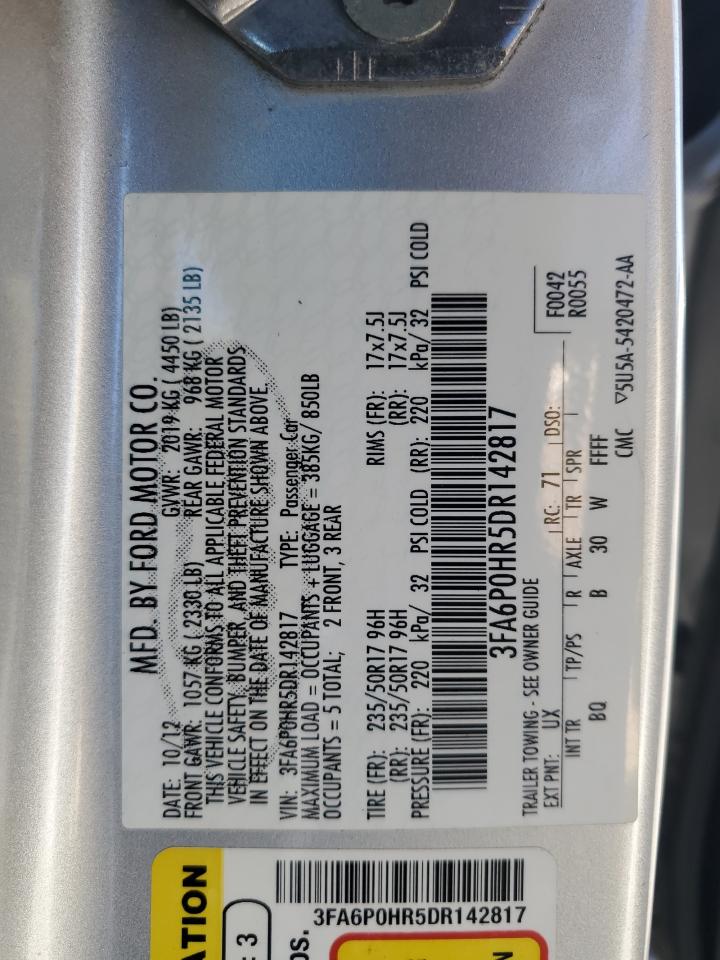 MFD. BY FORD MOTOR CO.
DATE: 10/12 GVWR: 2019 KG ( 4450 LB)
FRONT GAWR: 1057 KG ( 2330 LB) REAR GAWR: 968 KG ( 2135 LB)
THIS VEHICLE CONFORMS TO ALL APPLICABLE FEDERAL MOTOR
VEHICLE SAFETY, BUMPER, AND THEFT PREVENTION STANDARDS
IN EFFECT ON THE DATE OF MANUFACTURE SHOWN ABOVE.
VIN: 3FA6P0HR5DR142817 TYPE: Passenger Car
MAXIMUM LOAD = OCCUPANTS + LUGGAGE = 385KG/ 850LB
OCCUPANTS = 5 TOTAL; 2 FRONT, 3 REAR
TIRE (FR): 235/50R17 96H RIMS (FR): 17x7.5J
(RR): 235/50R17 96H (RR): 17x7.5J
PRESSURE (FR): 220 kPa/ 32 PSI COLD (RR): 220 kPa/ 32 PSI COLD
3FA6P0HR5DR142817
TRAILER TOWING - SEE OWNER GUIDE F0042
EXT PNT: UX RC: 71 DSO: R0055
INT TR TP/PS R AXLE TR SPR
BQ B 30 W FFFF
CMC ▽5U5A-5420472-AA
ATION
: 3
3FA6P0HR5DR142817
os.
N